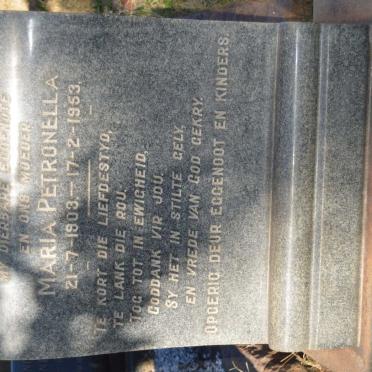 EN ONS MOEDER
MARIA PETRONELLA
21-7-1903 — 17-2-1953.
TE KORT DIE LIEFDESTYD,
TE LANK DIE ROU.
TOG TOT IN EWIGHEID.
GODDANK VIR JOU.
SY HET IN STILTE GELY,
EN VREDE VAN GOD GEKRY.
OPGERIG DEUR EGGENOOT EN KINDERS.